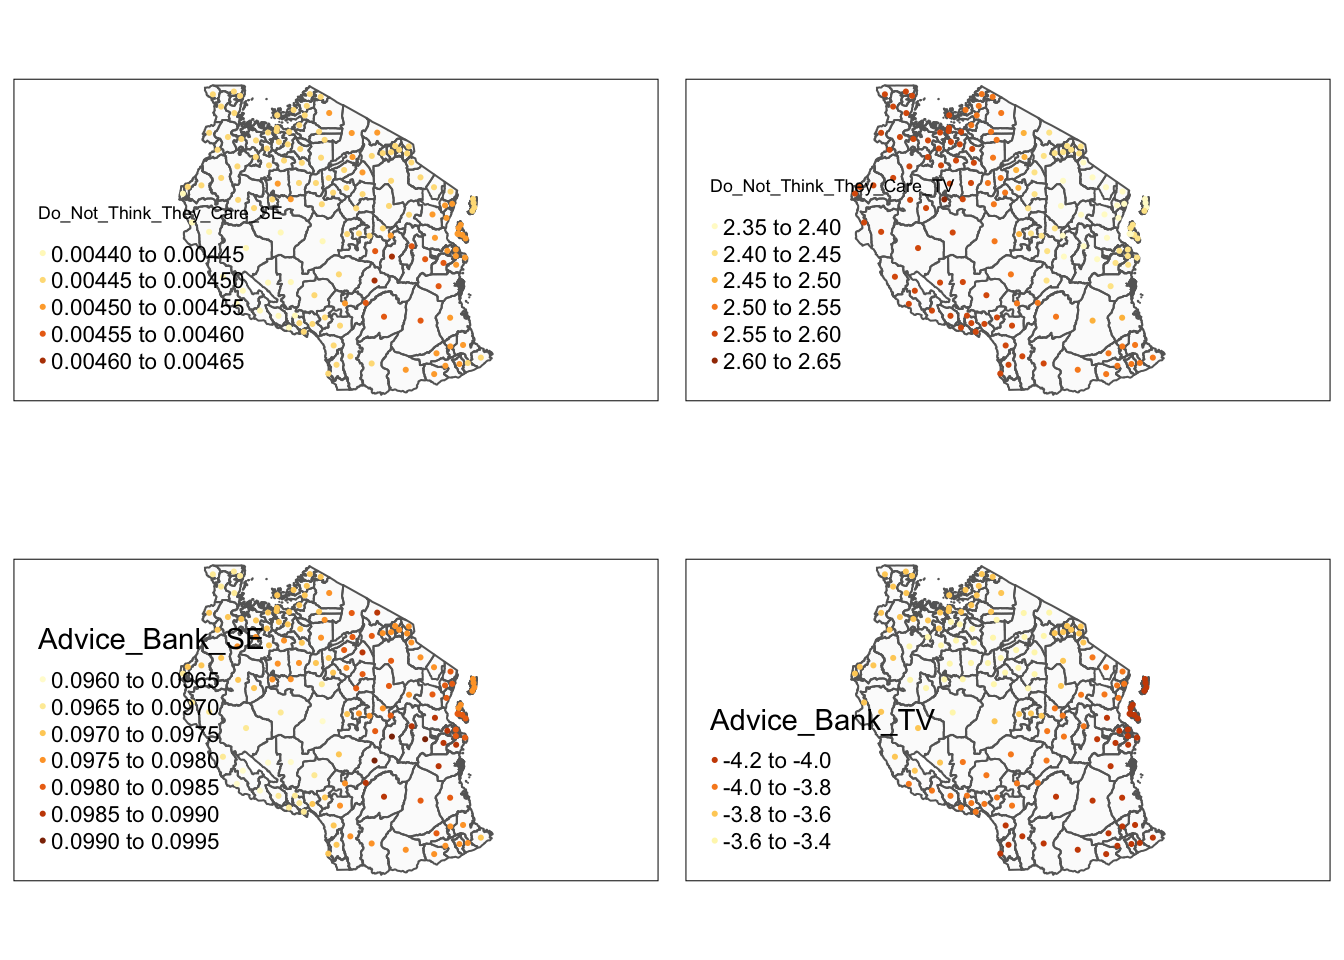 Do_Not_Think_They_Care_SE
0.00440 to 0.00445
0.00445 to 0.00450
0.00450 to 0.00455
0.00455 to 0.00460
0.00460 to 0.00465
Do_Not_Think_They_Care_TV
2.35 to 2.40
2.40 to 2.45
2.45 to 2.50
2.50 to 2.55
2.55 to 2.60
2.60 to 2.65
Advice_Bank_SE
0.0960 to 0.0965
0.0965 to 0.0970
0.0970 to 0.0975
0.0975 to 0.0980
0.0980 to 0.0985
0.0985 to 0.0990
0.0990 to 0.0995
Advice_Bank_TV
-4.2 to -4.0
-4.0 to -3.8
-3.8 to -3.6
-3.6 to -3.4